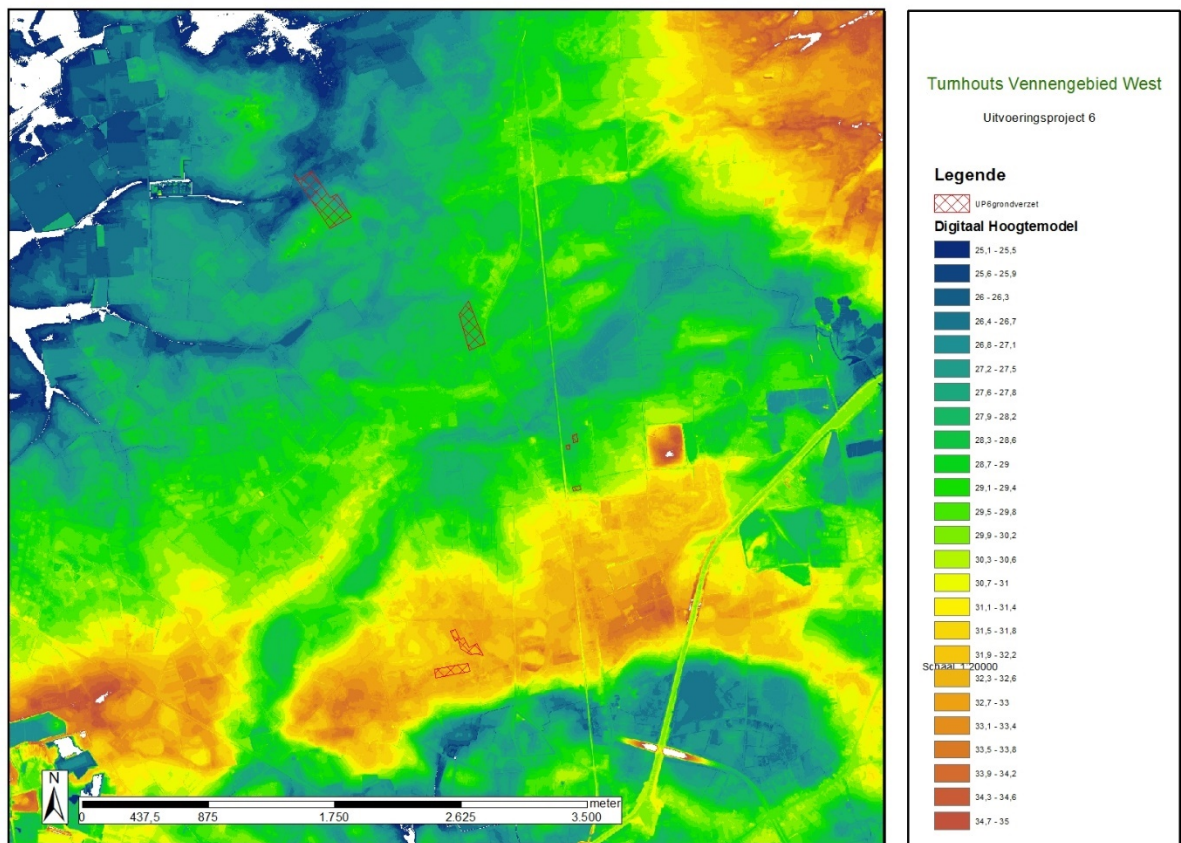 Turnhouts Vennengebied West
Uitvoeringsproject 6
Legende
UP6grondverzet
Digitaal Hoogtemodel
25,1 - 25,5
25,6 - 25,9
26 - 26,3
26,4 - 26,7
26,8 - 27,1
27,2 - 27,5
27,6 - 27,8
27,9 - 28,2
28,3 - 28,6
28,7 - 29
29,1 - 29,4
29,5 - 29,8
29,9 - 30,2
30,3 - 30,6
30,7 - 31
31,1 - 31,4
31,5 - 31,8
31,9 - 32,2
Schaal 1:20000
32,3 - 32,6
32,7 - 33
33,1 - 33,4
33,5 - 33,8
33,9 - 34,2
34,3 - 34,6
34,7 - 35
N
meter
0 437,5 875 1.750 2.625 3.500